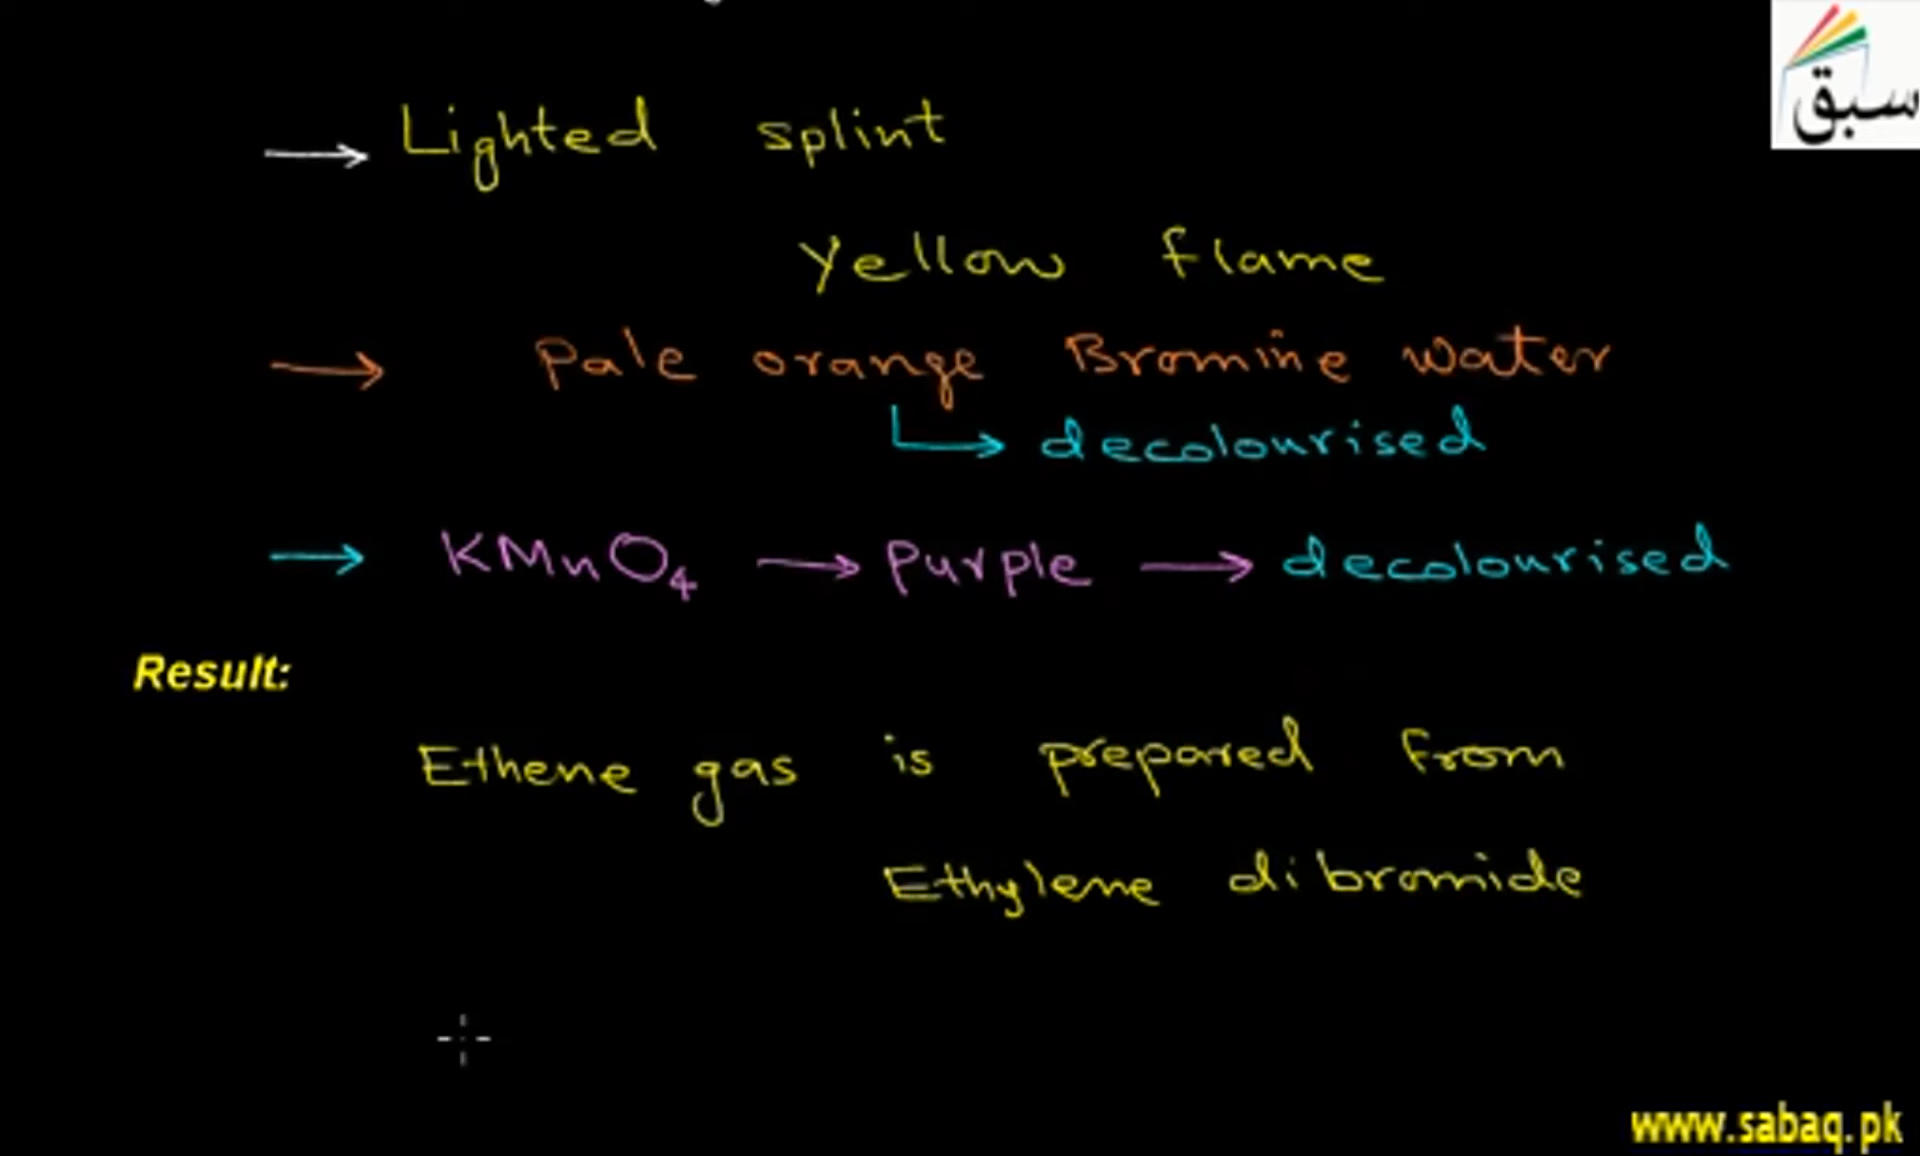 سبق
→ Lighted splint
Yellow flame
→ Pale orange Bromine water
↳ decolourised
→ KMnO₄ → Purple → decolourised
Result:
Ethene gas is prepared from
Ethylene dibromide
www.sabaq.pk